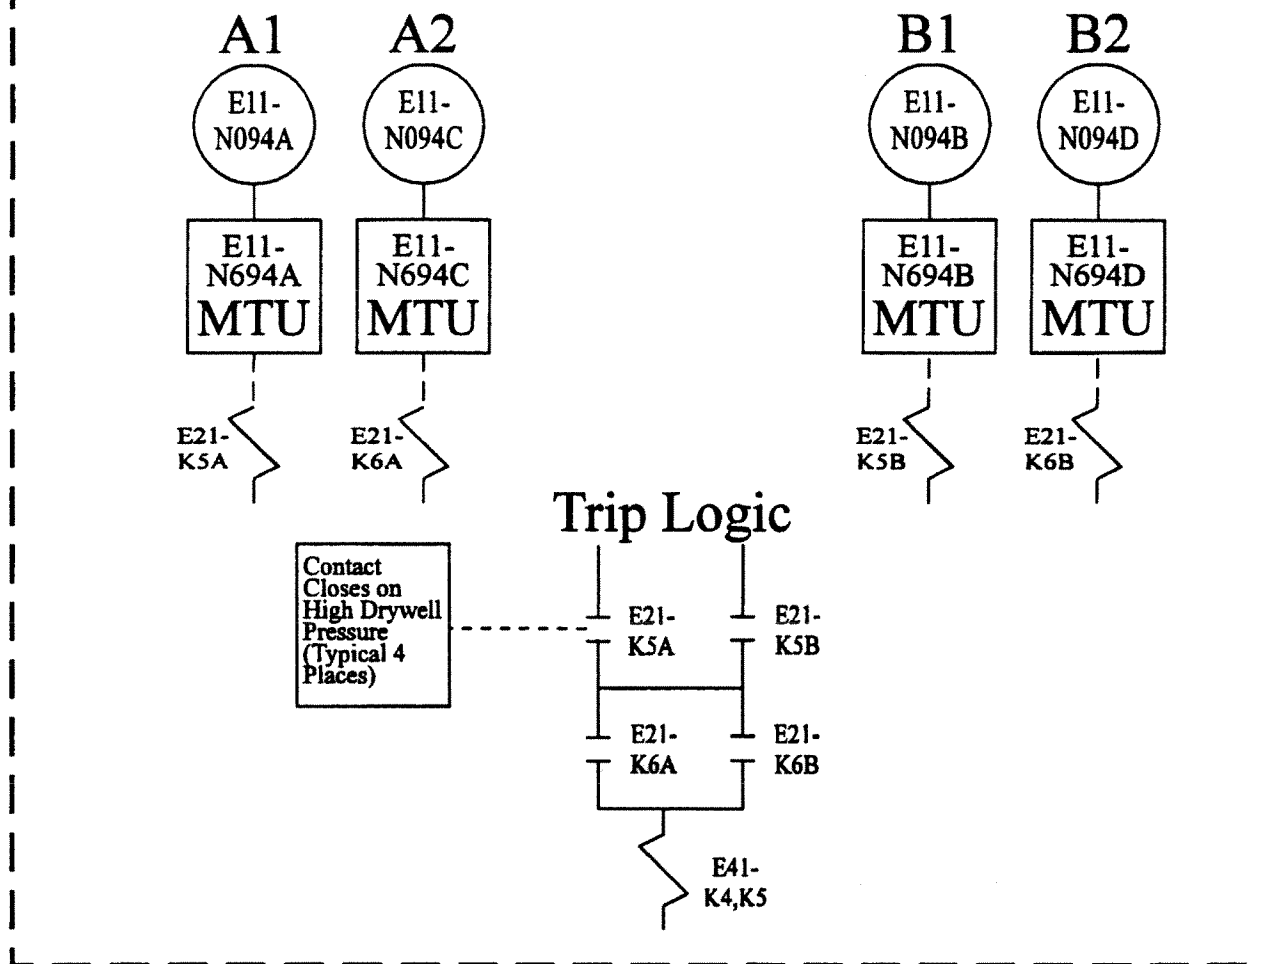 A1
A2
B1
B2
E11-
N094A
E11-
N094C
E11-
N094B
E11-
N094D
E11-
N694A
MTU
E11-
N694C
MTU
E11-
N694B
MTU
E11-
N694D
MTU
E21-
K5A
E21-
K6A
E21-
K5B
E21-
K6B
Trip Logic
Contact
Closes on
High Drywell
Pressure
(Typical 4
Places)
E21-
K5A
E21-
K5B
E21-
K6A
E21-
K6B
E41-
K4,K5